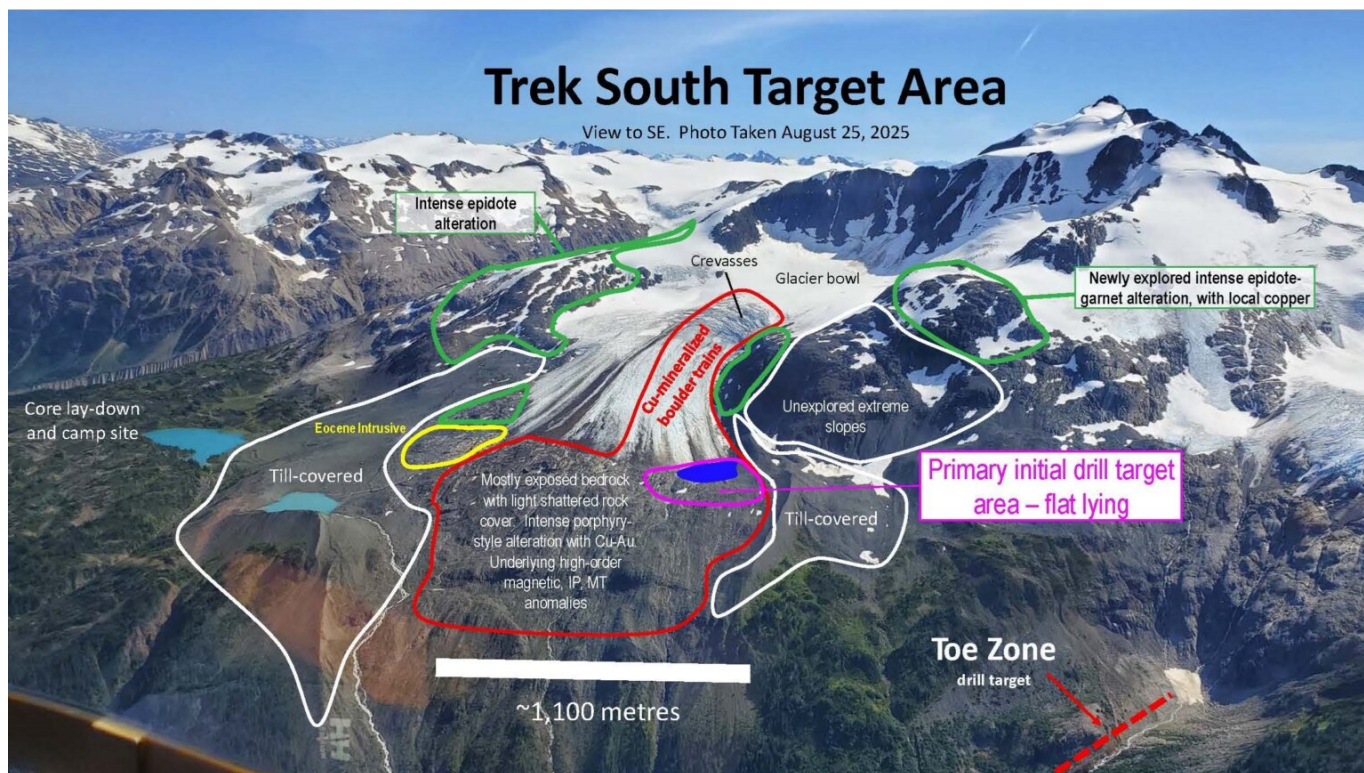 Trek South Target Area
View to SE.  Photo Taken August 25, 2025
Intense epidote
alteration
Crevasses
Glacier bowl
Newly explored intense epidote-
garnet alteration, with local copper
Cu-mineralized
boulder trains
Core lay-down
and camp site
Eocene Intrusive
Unexplored extreme
slopes
Till-covered
Mostly exposed bedrock
with light shattered rock
cover.  Intense porphyry-
style alteration with Cu-Au.
Underlying high-order
magnetic, IP, MT
anomalies
Primary initial drill target
area – flat lying
Till-covered
Toe Zone
drill target
~1,100 metres